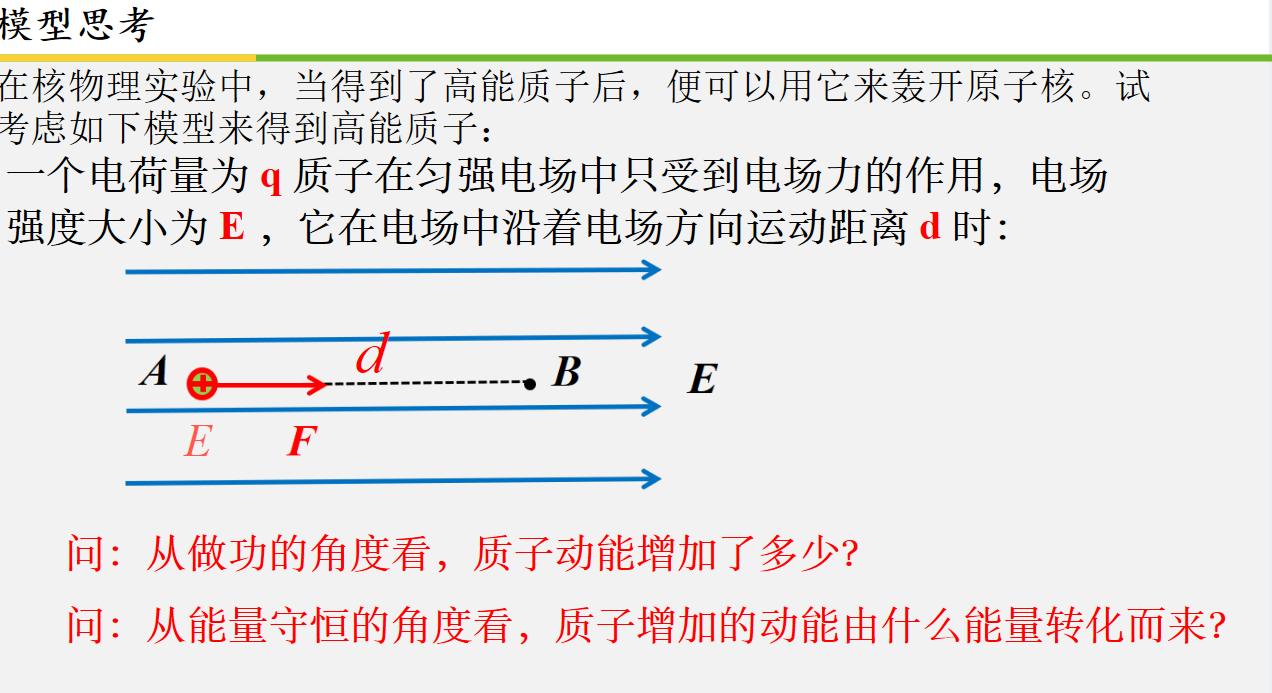 模型思考
在核物理实验中，当得到了高能质子后，便可以用它来轰开原子核。试
考虑如下模型来得到高能质子：
一个电荷量为 q 质子在匀强电场中只受到电场力的作用，电场
强度大小为 E ，它在电场中沿着电场方向运动距离 d 时：
d
A B E
E F
问：从做功的角度看，质子动能增加了多少？
问：从能量守恒的角度看，质子增加的动能由什么能量转化而来？